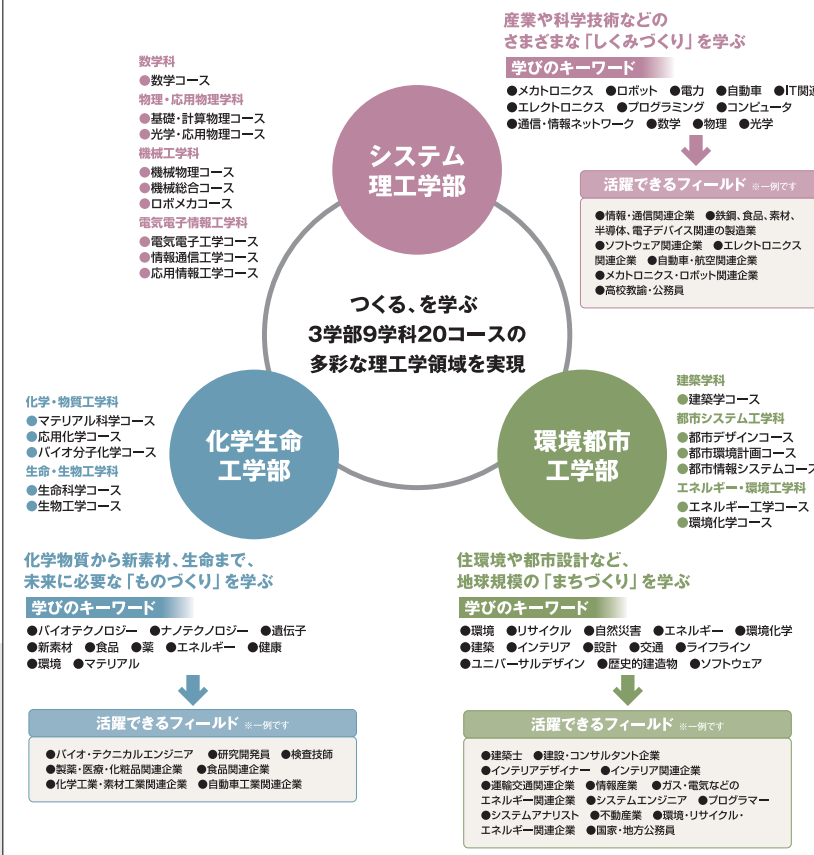 産業や科学技術などの
さまざまな「しくみづくり」を学ぶ
学びのキーワード
●メカトロニクス ●ロボット ●電力 ●自動車 ●IT関連
●エレクトロニクス ●プログラミング ●コンピュータ
●通信・情報ネットワーク ●数学 ●物理 ●光学
活躍できるフィールド ※一例です
●情報・通信関連企業 ●鉄鋼、食品、素材、
半導体、電子デバイス関連の製造業
●ソフトウェア関連企業 ●エレクトロニクス
関連企業 ●自動車・航空関連企業
●メカトロニクス・ロボット関連企業
●高校教諭・公務員
数学科
●数学コース
物理・応用物理学科
●基礎・計算物理コース
●光学・応用物理コース
機械工学科
●機械物理コース
●機械総合コース
●ロボメカコース
電気電子情報工学科
●電気電子工学コース
●情報通信工学コース
●応用情報工学コース
システム
理工学部
つくる、を学ぶ
3学部9学科20コースの
多彩な理工学領域を実現
化学・物質工学科
●マテリアル科学コース
●応用化学コース
●バイオ分子化学コース
生命・生物工学科
●生命科学コース
●生物工学コース
化学生命
工学部
環境都市
工学部
建築学科
●建築学コース
都市システム工学科
●都市デザインコース
●都市環境計画コース
●都市情報システムコース
エネルギー・環境工学科
●エネルギー工学コース
●環境化学コース
化学物質から新素材、生命まで、
未来に必要な「ものづくり」を学ぶ
学びのキーワード
●バイオテクノロジー ●ナノテクノロジー ●遺伝子
●新素材 ●食品 ●薬 ●エネルギー ●健康
●環境 ●マテリアル
活躍できるフィールド ※一例です
●バイオ・テクニカルエンジニア ●研究開発員 ●検査技師
●製薬・医療・化粧品関連企業 ●食品関連企業
●化学工業・素材工業関連企業 ●自動車工業関連企業
住環境や都市設計など、
地球規模の「まちづくり」を学ぶ
学びのキーワード
●環境 ●リサイクル ●自然災害 ●エネルギー ●環境化学
●建築 ●インテリア ●設計 ●交通 ●ライフライン
●ユニバーサルデザイン ●歴史的建造物 ●ソフトウェア
活躍できるフィールド ※一例です
●建築士 ●建設・コンサルタント企業
●インテリアデザイナー ●インテリア関連企業
●運輸交通関連企業 ●情報産業 ●ガス・電気などの
エネルギー関連企業 ●システムエンジニア ●プログラマー
●システムアナリスト ●不動産業 ●環境・リサイクル・
エネルギー関連企業 ●国家・地方公務員